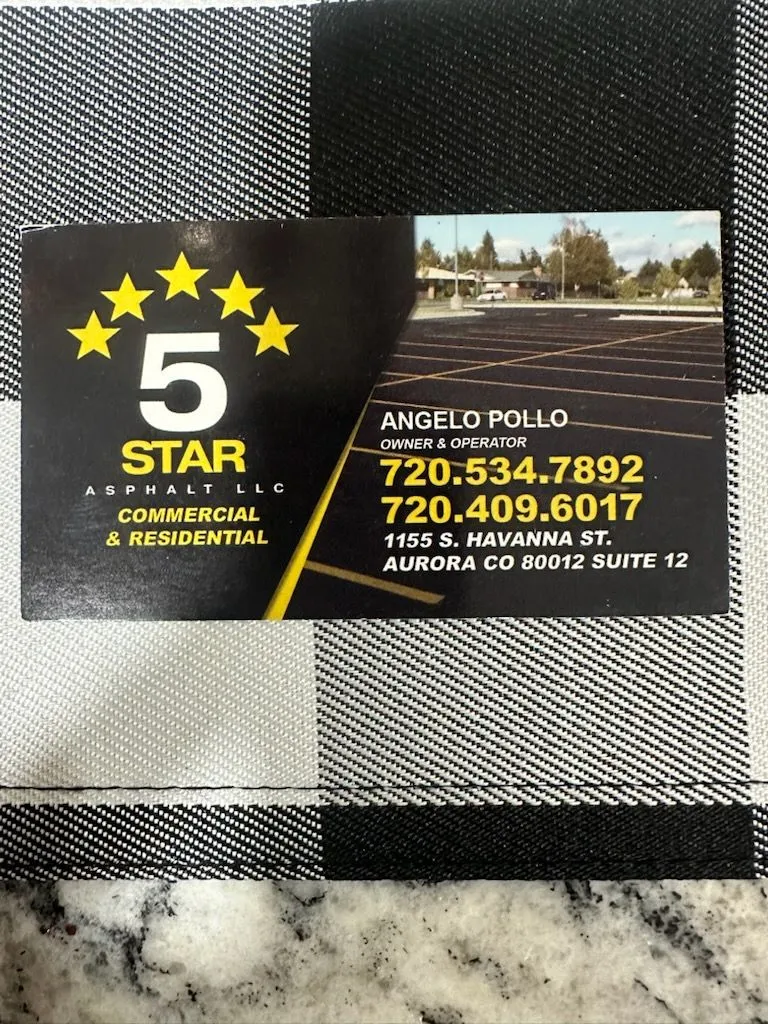 5
STAR
ASPHALT LLC
COMMERCIAL
& RESIDENTIAL
ANGELO POLLO
OWNER & OPERATOR
720.534.7892
720.409.6017
1155 S. HAVANNA ST.
AURORA CO 80012 SUITE 12